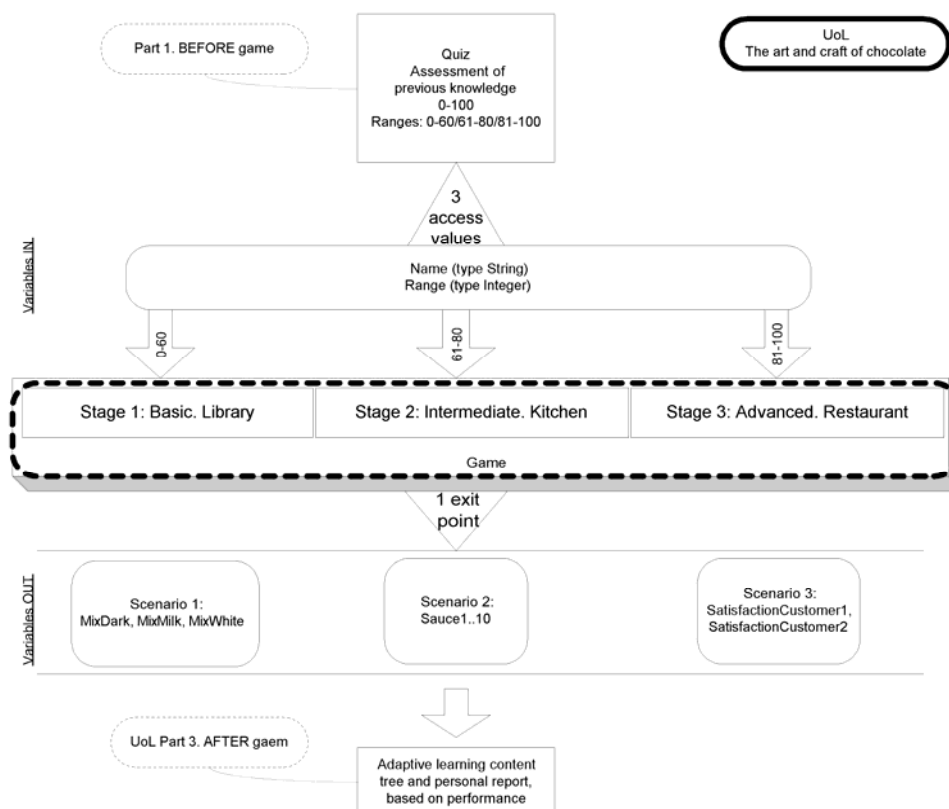 Part 1. BEFORE game
Quiz
Assessment of
previous knowledge
0-100
Ranges: 0-60/61-80/81-100
UoL
The art and craft of chocolate
3
access
values
Variables IN
Name (type String)
Range (type Integer)
0-60
61-80
81-100
Stage 1: Basic. Library
Stage 2: Intermediate. Kitchen
Stage 3: Advanced. Restaurant
Game
1 exit
point
Variables OUT
Scenario 1:
MixDark, MixMilk, MixWhite
Scenario 2:
Sauce1..10
Scenario 3:
SatisfactionCustomer1,
SatisfactionCustomer2
UoL Part 3. AFTER gaem
Adaptive learning content
tree and personal report,
based on performance